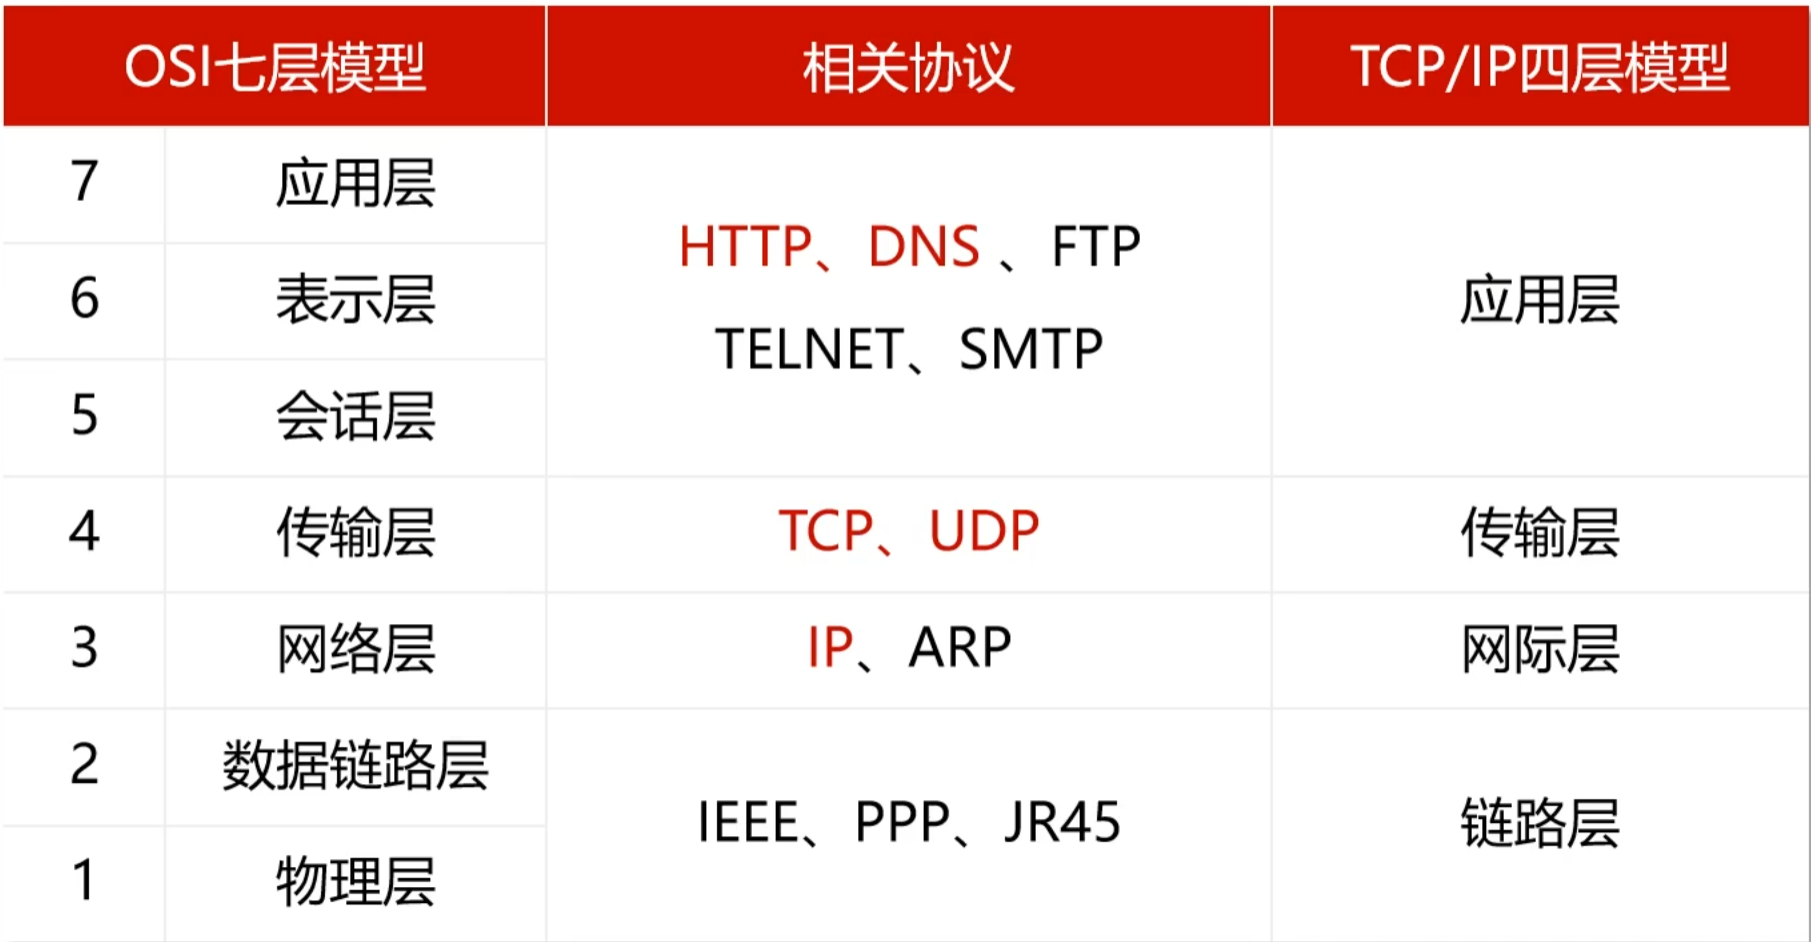 OSI七层模型 相关协议 TCP/IP四层模型
7 应用层
HTTP、DNS 、FTP
6 表示层 应用层
TELNET、SMTP
5 会话层
4 传输层 TCP、UDP 传输层
3 网络层 IP、ARP 网际层
2 数据链路层
IEEE、PPP、JR45 链路层
1 物理层